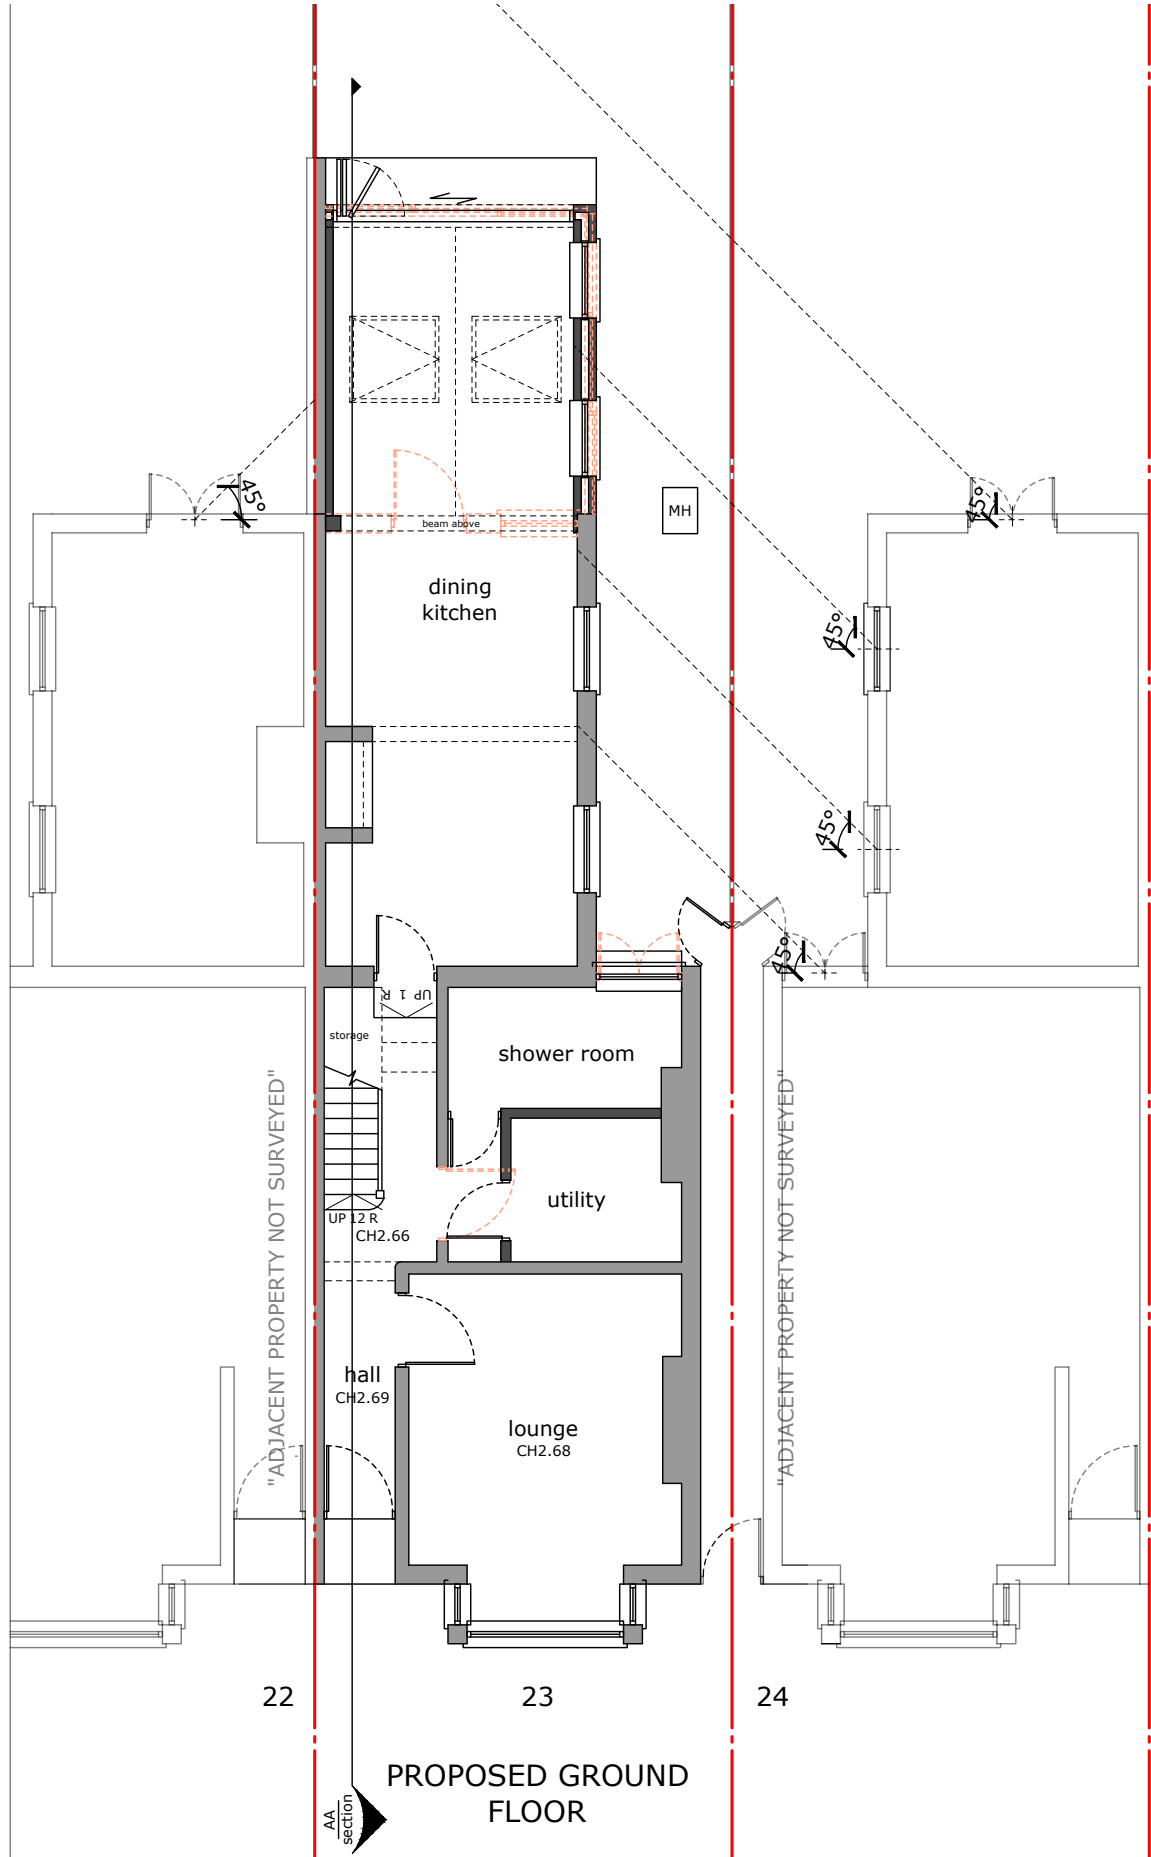 45°
45°
MH
beam above
dining
kitchen
45°
45°
45°
UP 1 R
storage
shower room
"ADJACENT PROPERTY NOT SURVEYED"
"ADJACENT PROPERTY NOT SURVEYED"
utility
UP 12 R
CH2.66
hall
CH2.69
lounge
CH2.68
22
23
24
PROPOSED GROUND
FLOOR
AA
section